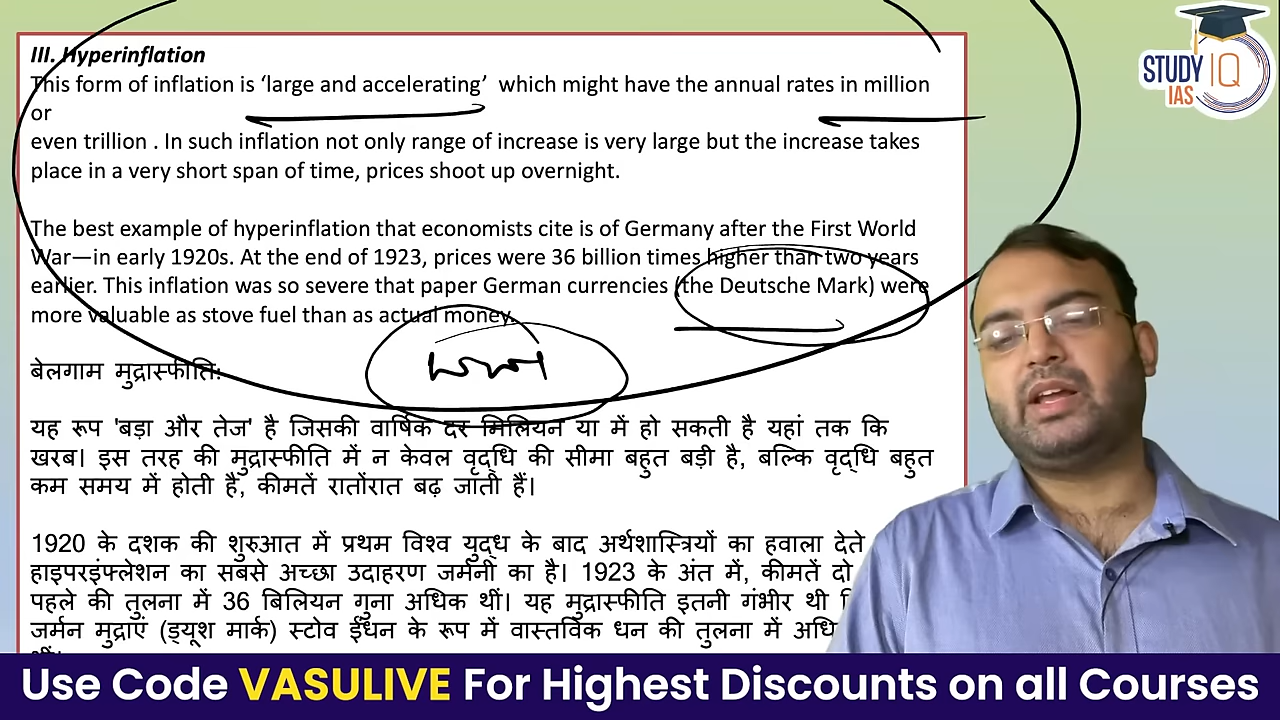 III. Hyperinflation
This form of inflation is ‘large and accelerating’ which might have the annual rates in million
or
even trillion . In such inflation not only range of increase is very large but the increase takes
place in a very short span of time, prices shoot up overnight.
The best example of hyperinflation that economists cite is of Germany after the First World
War—in early 1920s. At the end of 1923, prices were 36 billion times higher than two years
earlier. This inflation was so severe that paper German currencies (the Deutsche Mark) were
more valuable as stove fuel than as actual money.
बेलगाम मुद्रास्फीति:
यह रूप 'बड़ा और तेज' है जिसकी वार्षिक दर मिलियन या में हो सकती है यहां तक कि
खरब। इस तरह की मुद्रास्फीति में न केवल वृद्धि की सीमा बहुत बड़ी है, बल्कि वृद्धि बहुत
कम समय में होती है, कीमतें रातोंरात बढ़ जाती हैं।
1920 के दशक की शुरुआत में प्रथम विश्व युद्ध के बाद अर्थशास्त्रियों का हवाला देते
हाइपरइंफ्लेशन का सबसे अच्छा उदाहरण जर्मनी का है। 1923 के अंत में, कीमतें दो
पहले की तुलना में 36 बिलियन गुना अधिक थीं। यह मुद्रास्फीति इतनी गंभीर थी
जर्मन मुद्राएं (ड्यूश मार्क) स्टोव ईंधन के रूप में वास्तविक धन की तुलना में
STUDY IQ
IAS
Use Code VASULIVE For Highest Discounts on all Courses